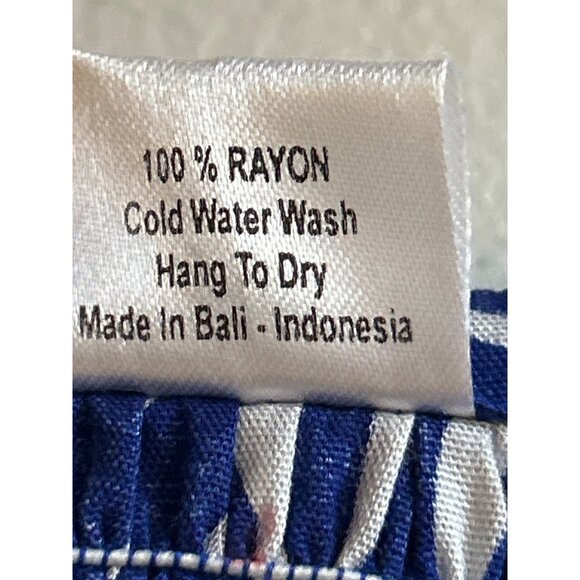 100 % RAYON
Cold Water Wash
Hang To Dry
Made In Bali - Indonesia